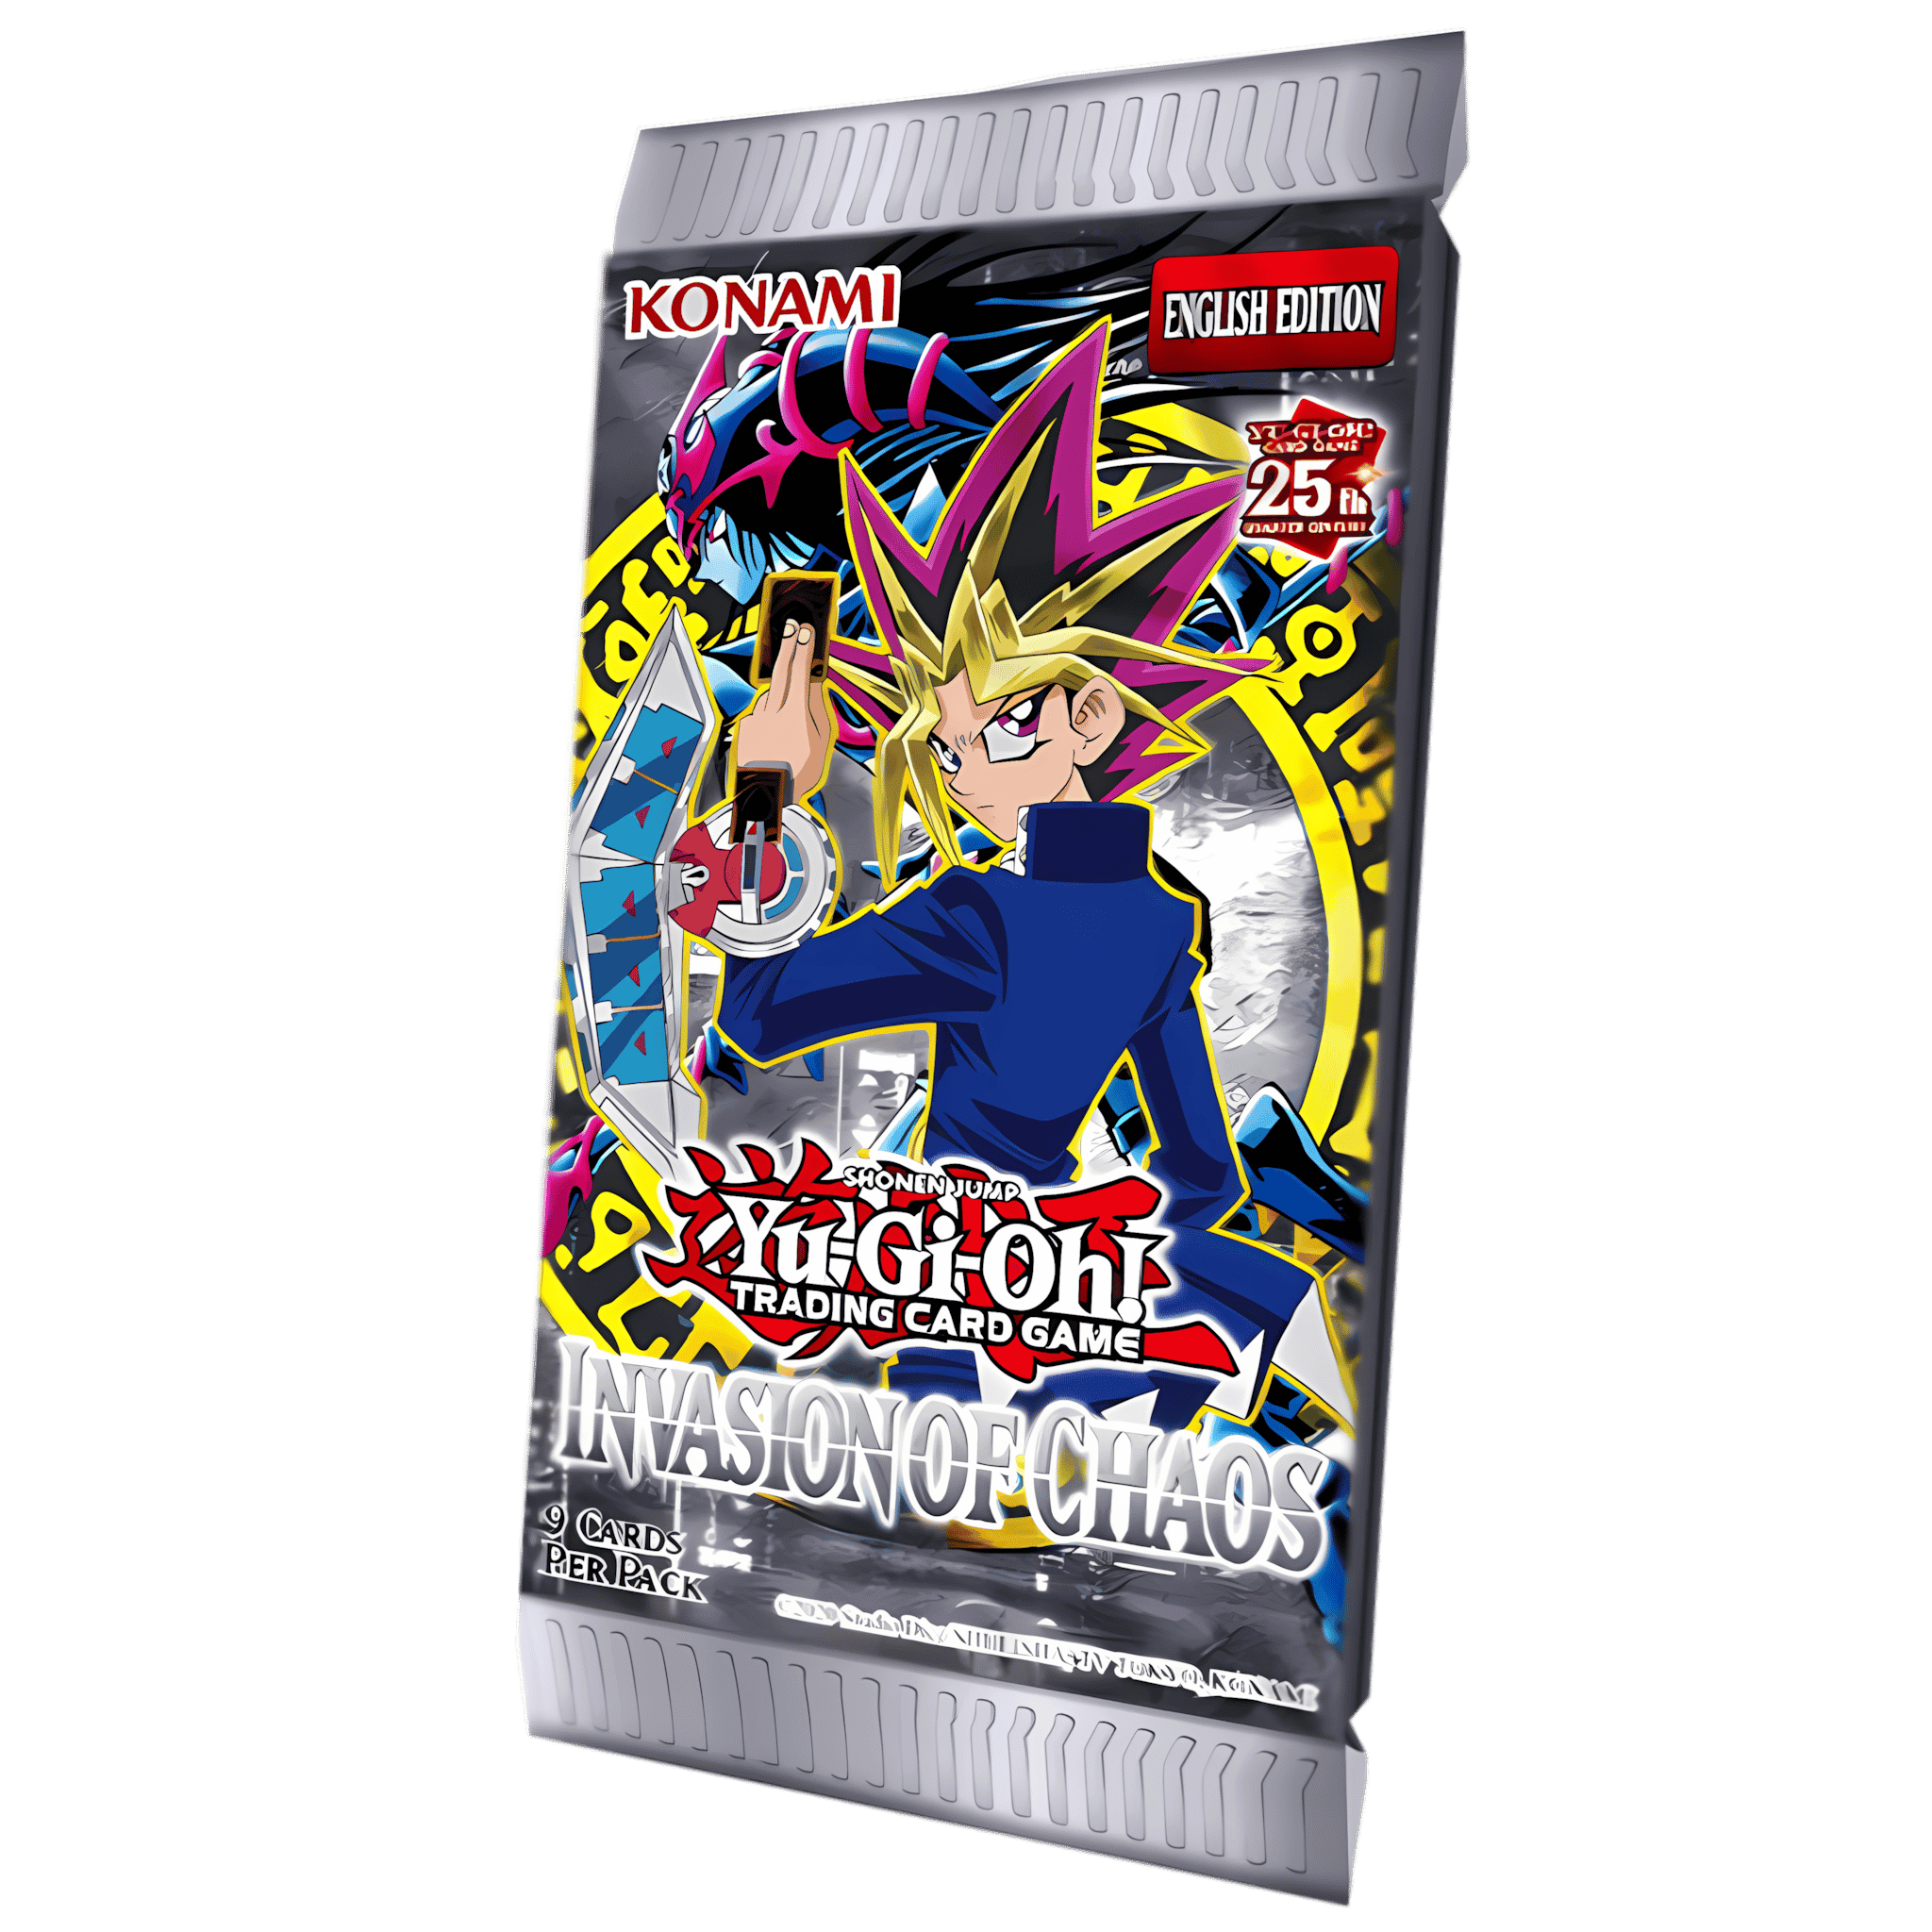 KONAMI
ENGLISH EDITION
25th
SHONEN JUMP
Yu-Gi-Oh!
TRADING CARD GAME
INVASION OF CHAOS
9 CARDS
PER PACK